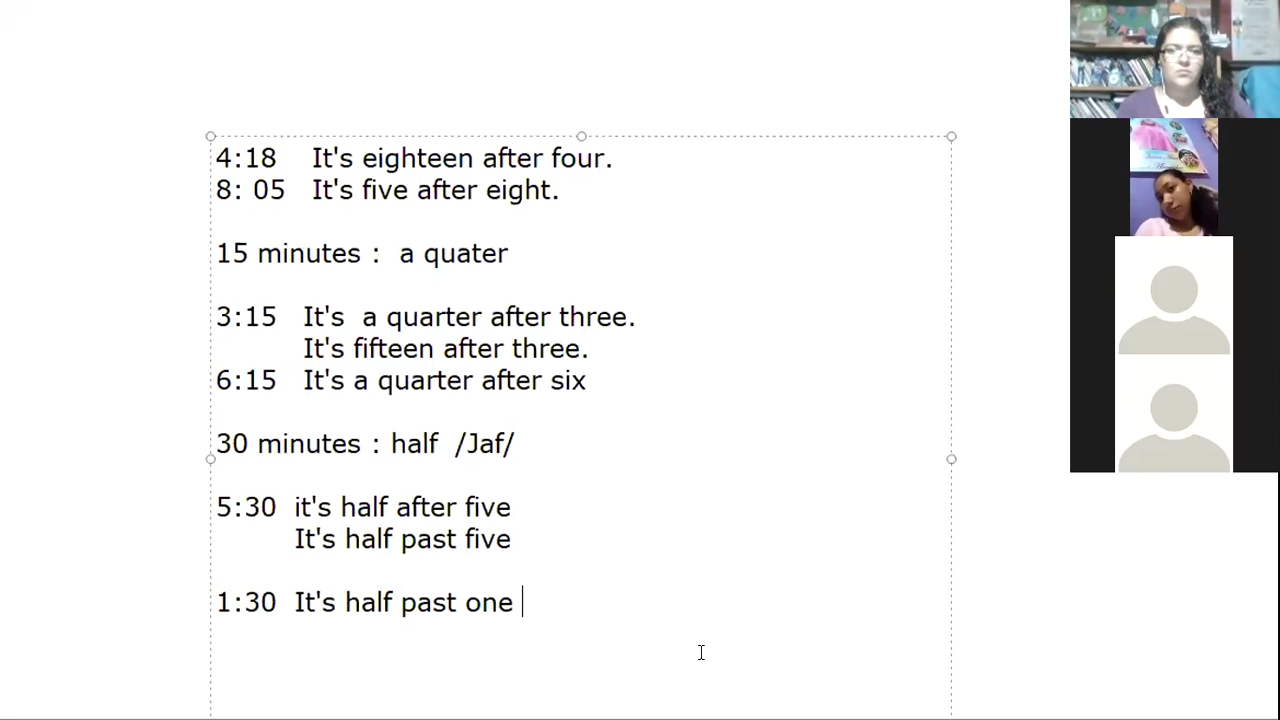 4:18 It's eighteen after four.
8: 05 It's five after eight.
15 minutes : a quater
3:15 It's a quarter after three.
It's fifteen after three.
6:15 It's a quarter after six
30 minutes : half /Jaf/
5:30 it's half after five
It's half past five
1:30 It's half past one